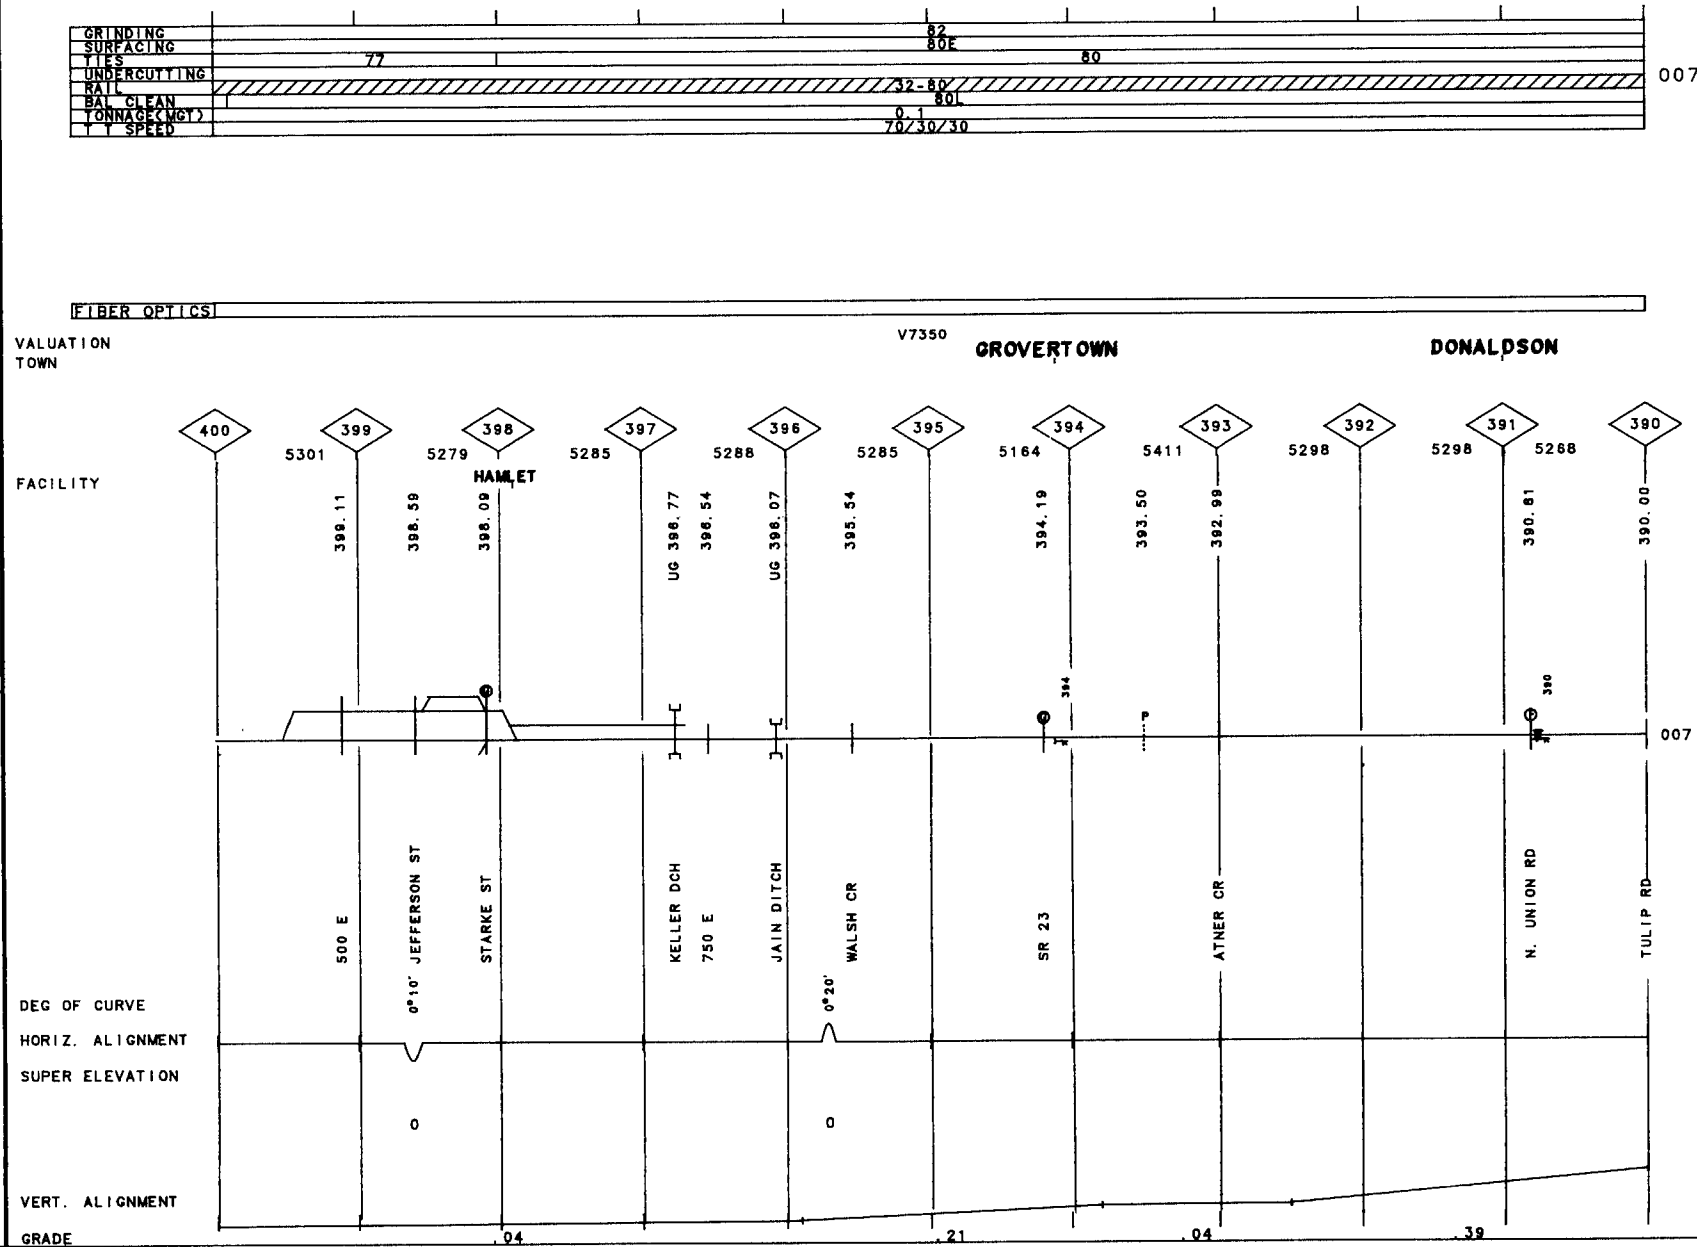 GRINDING 82
SURFACING 80E
TIES 77 80
UNDERCUTTING
RAIL 32-80
007
BAL CLEAN 80L
TONNAGE(MGT) 0.1
T T SPEED 70/30/30
FIBER OPTICS
VALUATION V7350
TOWN GROVERTOWN DONALDSON
400 399 398 397 396 395 394 393 392 391 390
5301 5279 5285 5288 5285 5164 5411 5298 5298 5268
HAMLET
FACILITY
399.11 398.59 398.09 UG 396.77 396.54 UG 396.07 395.54 394.19 393.50 392.99 390.81 390.00
394 390
P
007
500 E JEFFERSON ST STARKE ST KELLER DCH 750 E JAIN DITCH WALSH CR SR 23 ATNER CR N. UNION RD TULIP RD
DEG OF CURVE 0°10' 0°20'
HORIZ. ALIGNMENT
SUPER ELEVATION
0 0
VERT. ALIGNMENT
GRADE .04 .21 .04 .39